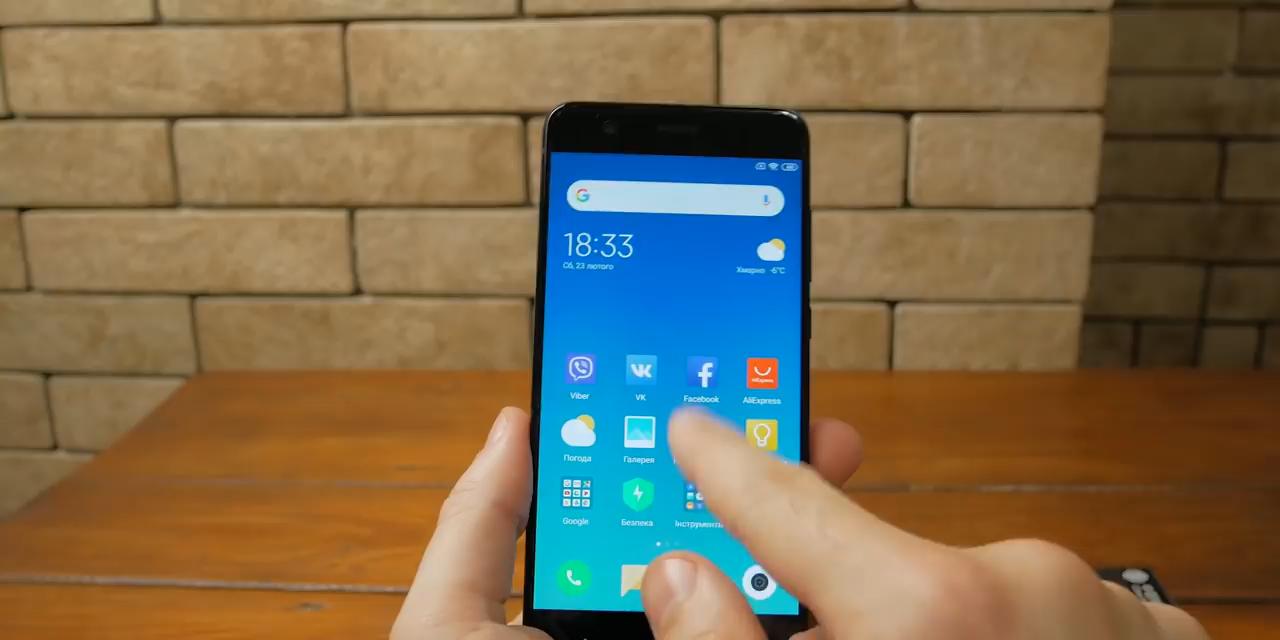 18:33
Сб, 23 лютого
Хмарно -6°C
Viber
VK
Facebook
AliExpress
Погода
Галерея
Google
Безпека
Інструменти